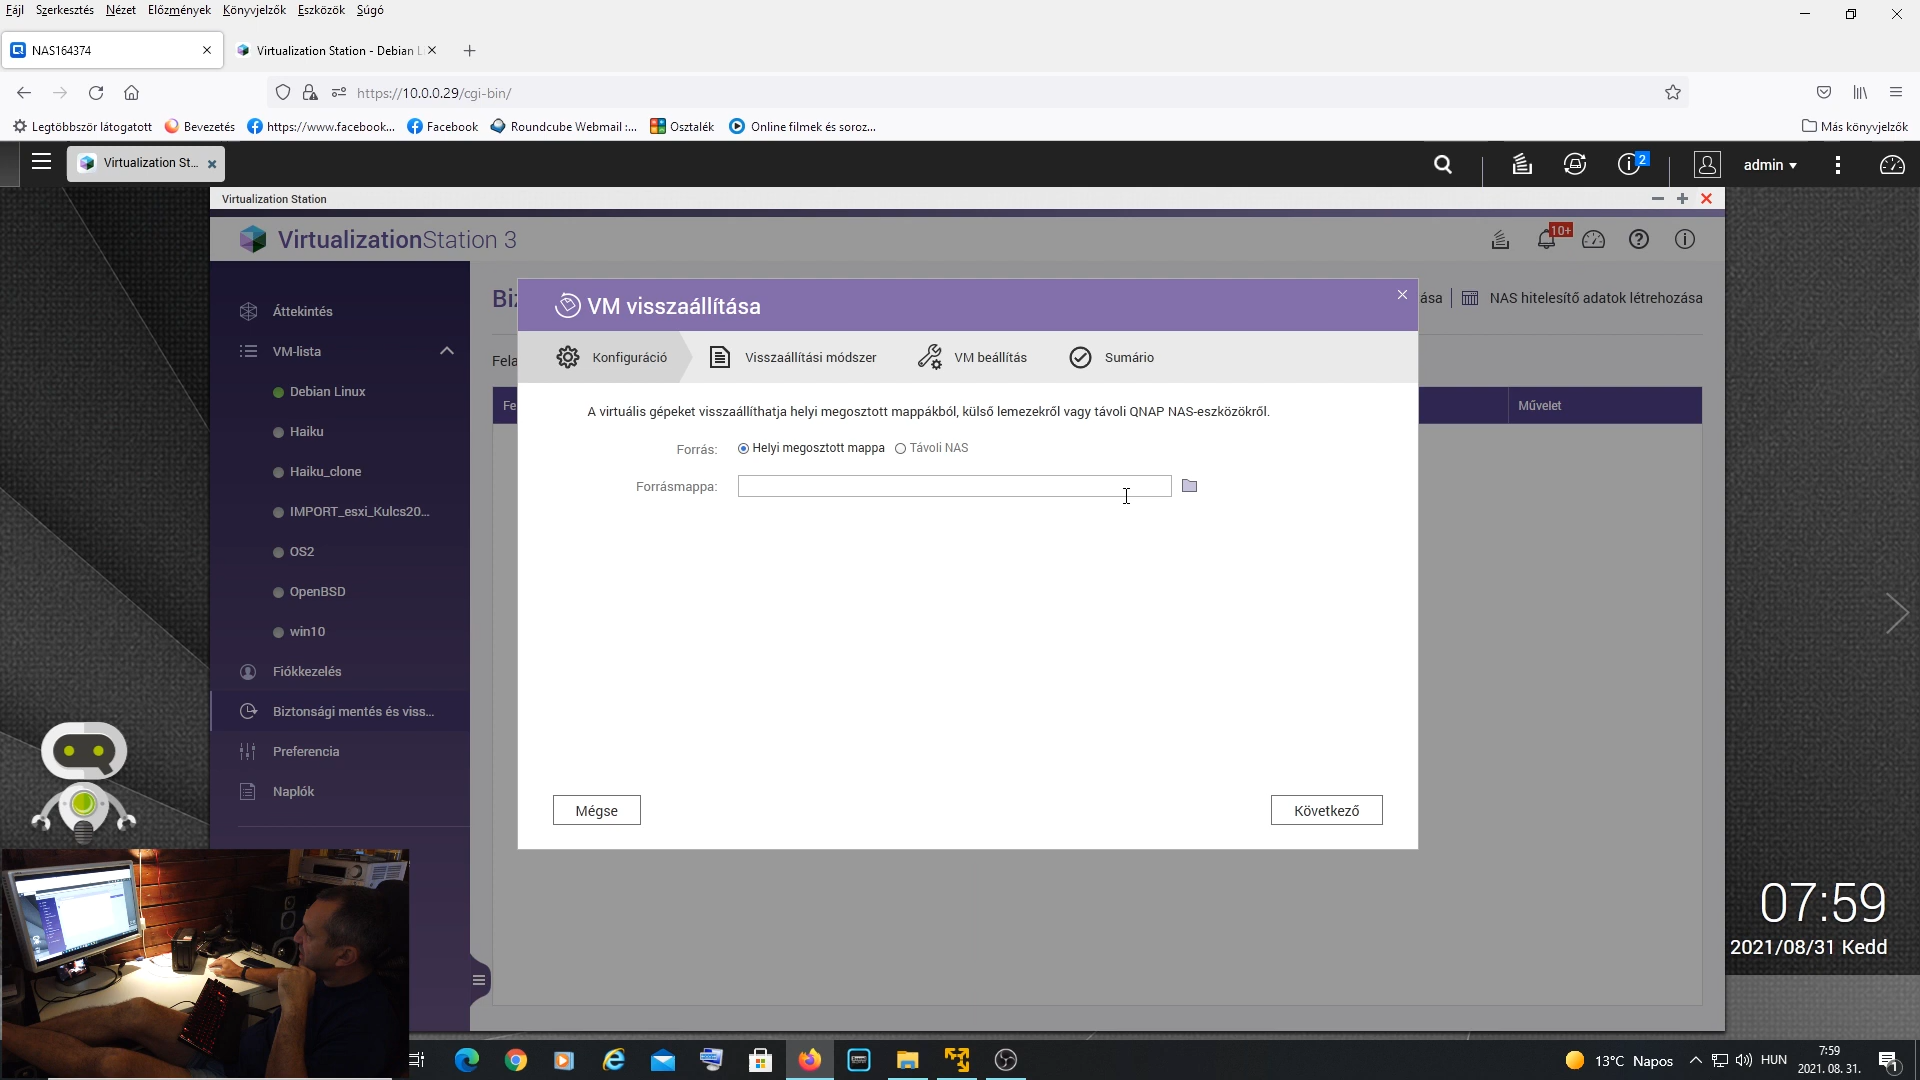 Fájl Szerkesztés Nézet Előzmények Könyvjelzők Eszközök Súgó
NAS164374
Virtualization Station - Debian L
https://10.0.0.29/cgi-bin/
Legtöbbször látogatott Bevezetés https://www.facebook... Facebook Roundcube Webmail :... Osztalék Online filmek és soroz... Más könyvjelzők
Virtualization St... 2 admin
Virtualization Station
VirtualizationStation 3
10+
Áttekintés
VM-lista
Debian Linux
Haiku
Haiku_clone
IMPORT_esxi_Kulcs20...
OS2
OpenBSD
win10
Fiókkezelés
Biztonsági mentés és viss...
Preferencia
Naplók
Biz
ása NAS hitelesítő adatok létrehozása
Fela
Fe
Művelet
VM visszaállítása
Konfiguráció Visszaállítási módszer VM beállítás Sumário
A virtuális gépeket visszaállíthatja helyi megosztott mappákból, külső lemezekről vagy távoli QNAP NAS-eszközökről.
Forrás: Helyi megosztott mappa Távoli NAS
Forrásmappa:
Mégse Következő
07:59
2021/08/31 Kedd
13°C Napos HUN 7:59
2021. 08. 31.
1